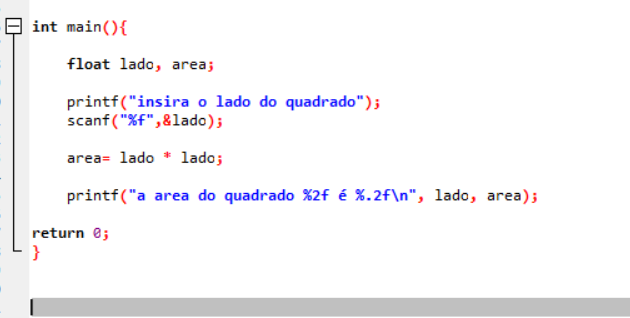 int main(){
float lado, area;
printf("insira o lado do quadrado");
scanf("%f",&lado);
area= lado * lado;
printf("a area do quadrado %2f é %.2f\n", lado, area);
return 0;
}